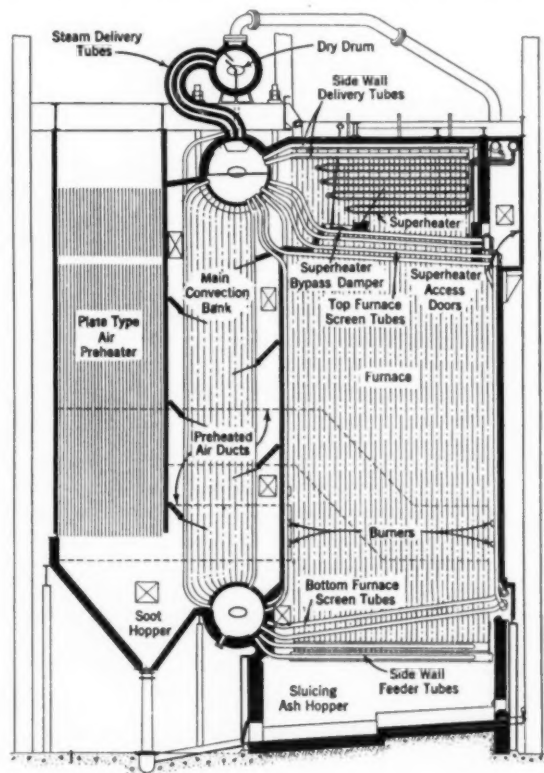 Steam Delivery
Tubes
Dry Drum
Side Wall
Delivery Tubes
Superheater
Superheater
Bypass Damper
Superheater
Access
Doors
Top Furnace
Screen Tubes
Main
Convection
Bank
Plate Type
Air
Preheater
Furnace
Preheated
Air Ducts
Burners
Bottom Furnace
Screen Tubes
Soot
Hopper
Side Wall
Feeder Tubes
Sluicing
Ash Hopper